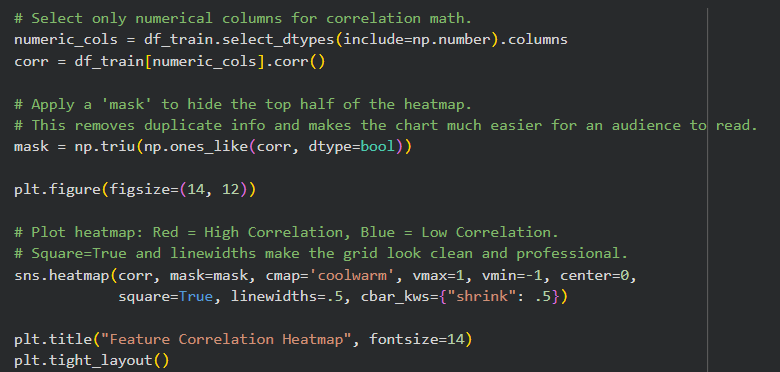 # Select only numerical columns for correlation math.
numeric_cols = df_train.select_dtypes(include=np.number).columns
corr = df_train[numeric_cols].corr()
# Apply a 'mask' to hide the top half of the heatmap.
# This removes duplicate info and makes the chart much easier for an audience to read.
mask = np.triu(np.ones_like(corr, dtype=bool))
plt.figure(figsize=(14, 12))
# Plot heatmap: Red = High Correlation, Blue = Low Correlation.
# Square=True and linewidths make the grid look clean and professional.
sns.heatmap(corr, mask=mask, cmap='coolwarm', vmax=1, vmin=-1, center=0,
            square=True, linewidths=.5, cbar_kws={"shrink": .5})
plt.title("Feature Correlation Heatmap", fontsize=14)
plt.tight_layout()